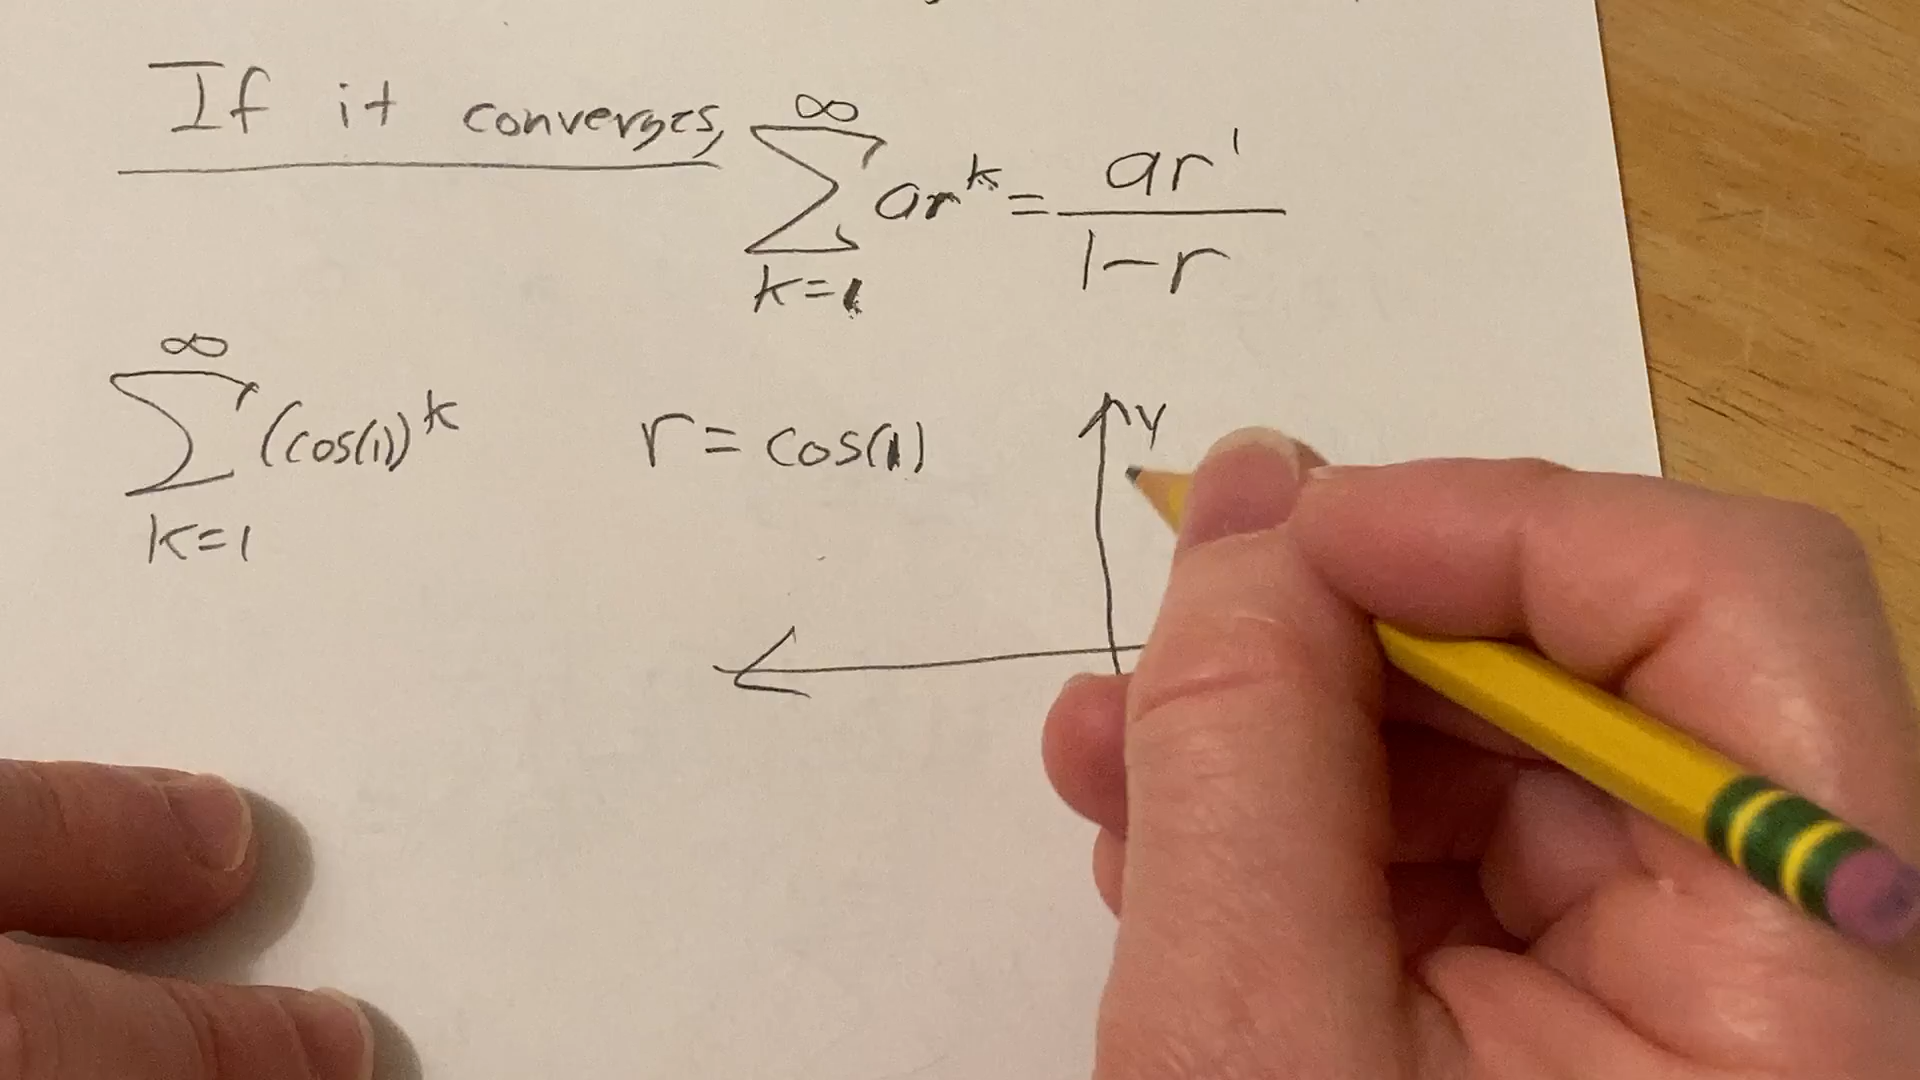 If it converges, ∞∑k=1 ar^k = ar^1/(1-r)
∞∑k=1 (cos(1))^k r = cos(1) y